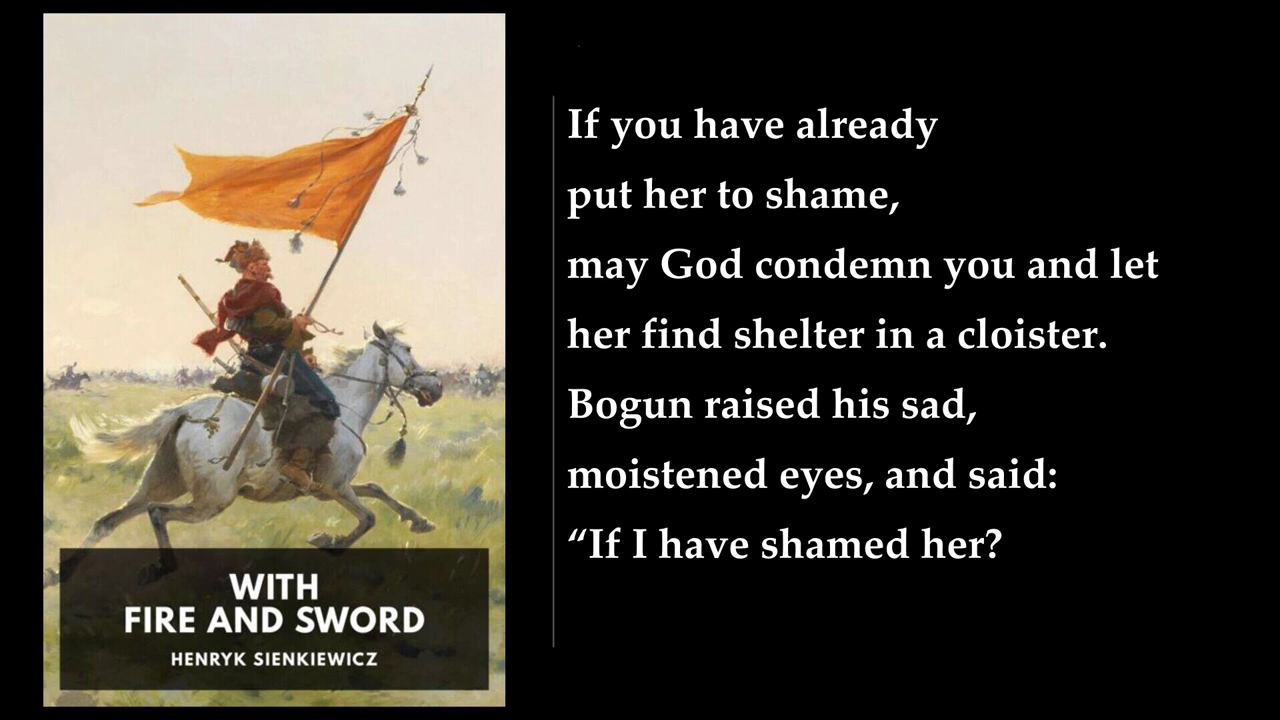 WITH
FIRE AND SWORD
HENRYK SIENKIEWICZ
If you have already
put her to shame,
may God condemn you and let
her find shelter in a cloister.
Bogun raised his sad,
moistened eyes, and said:
“If I have shamed her?